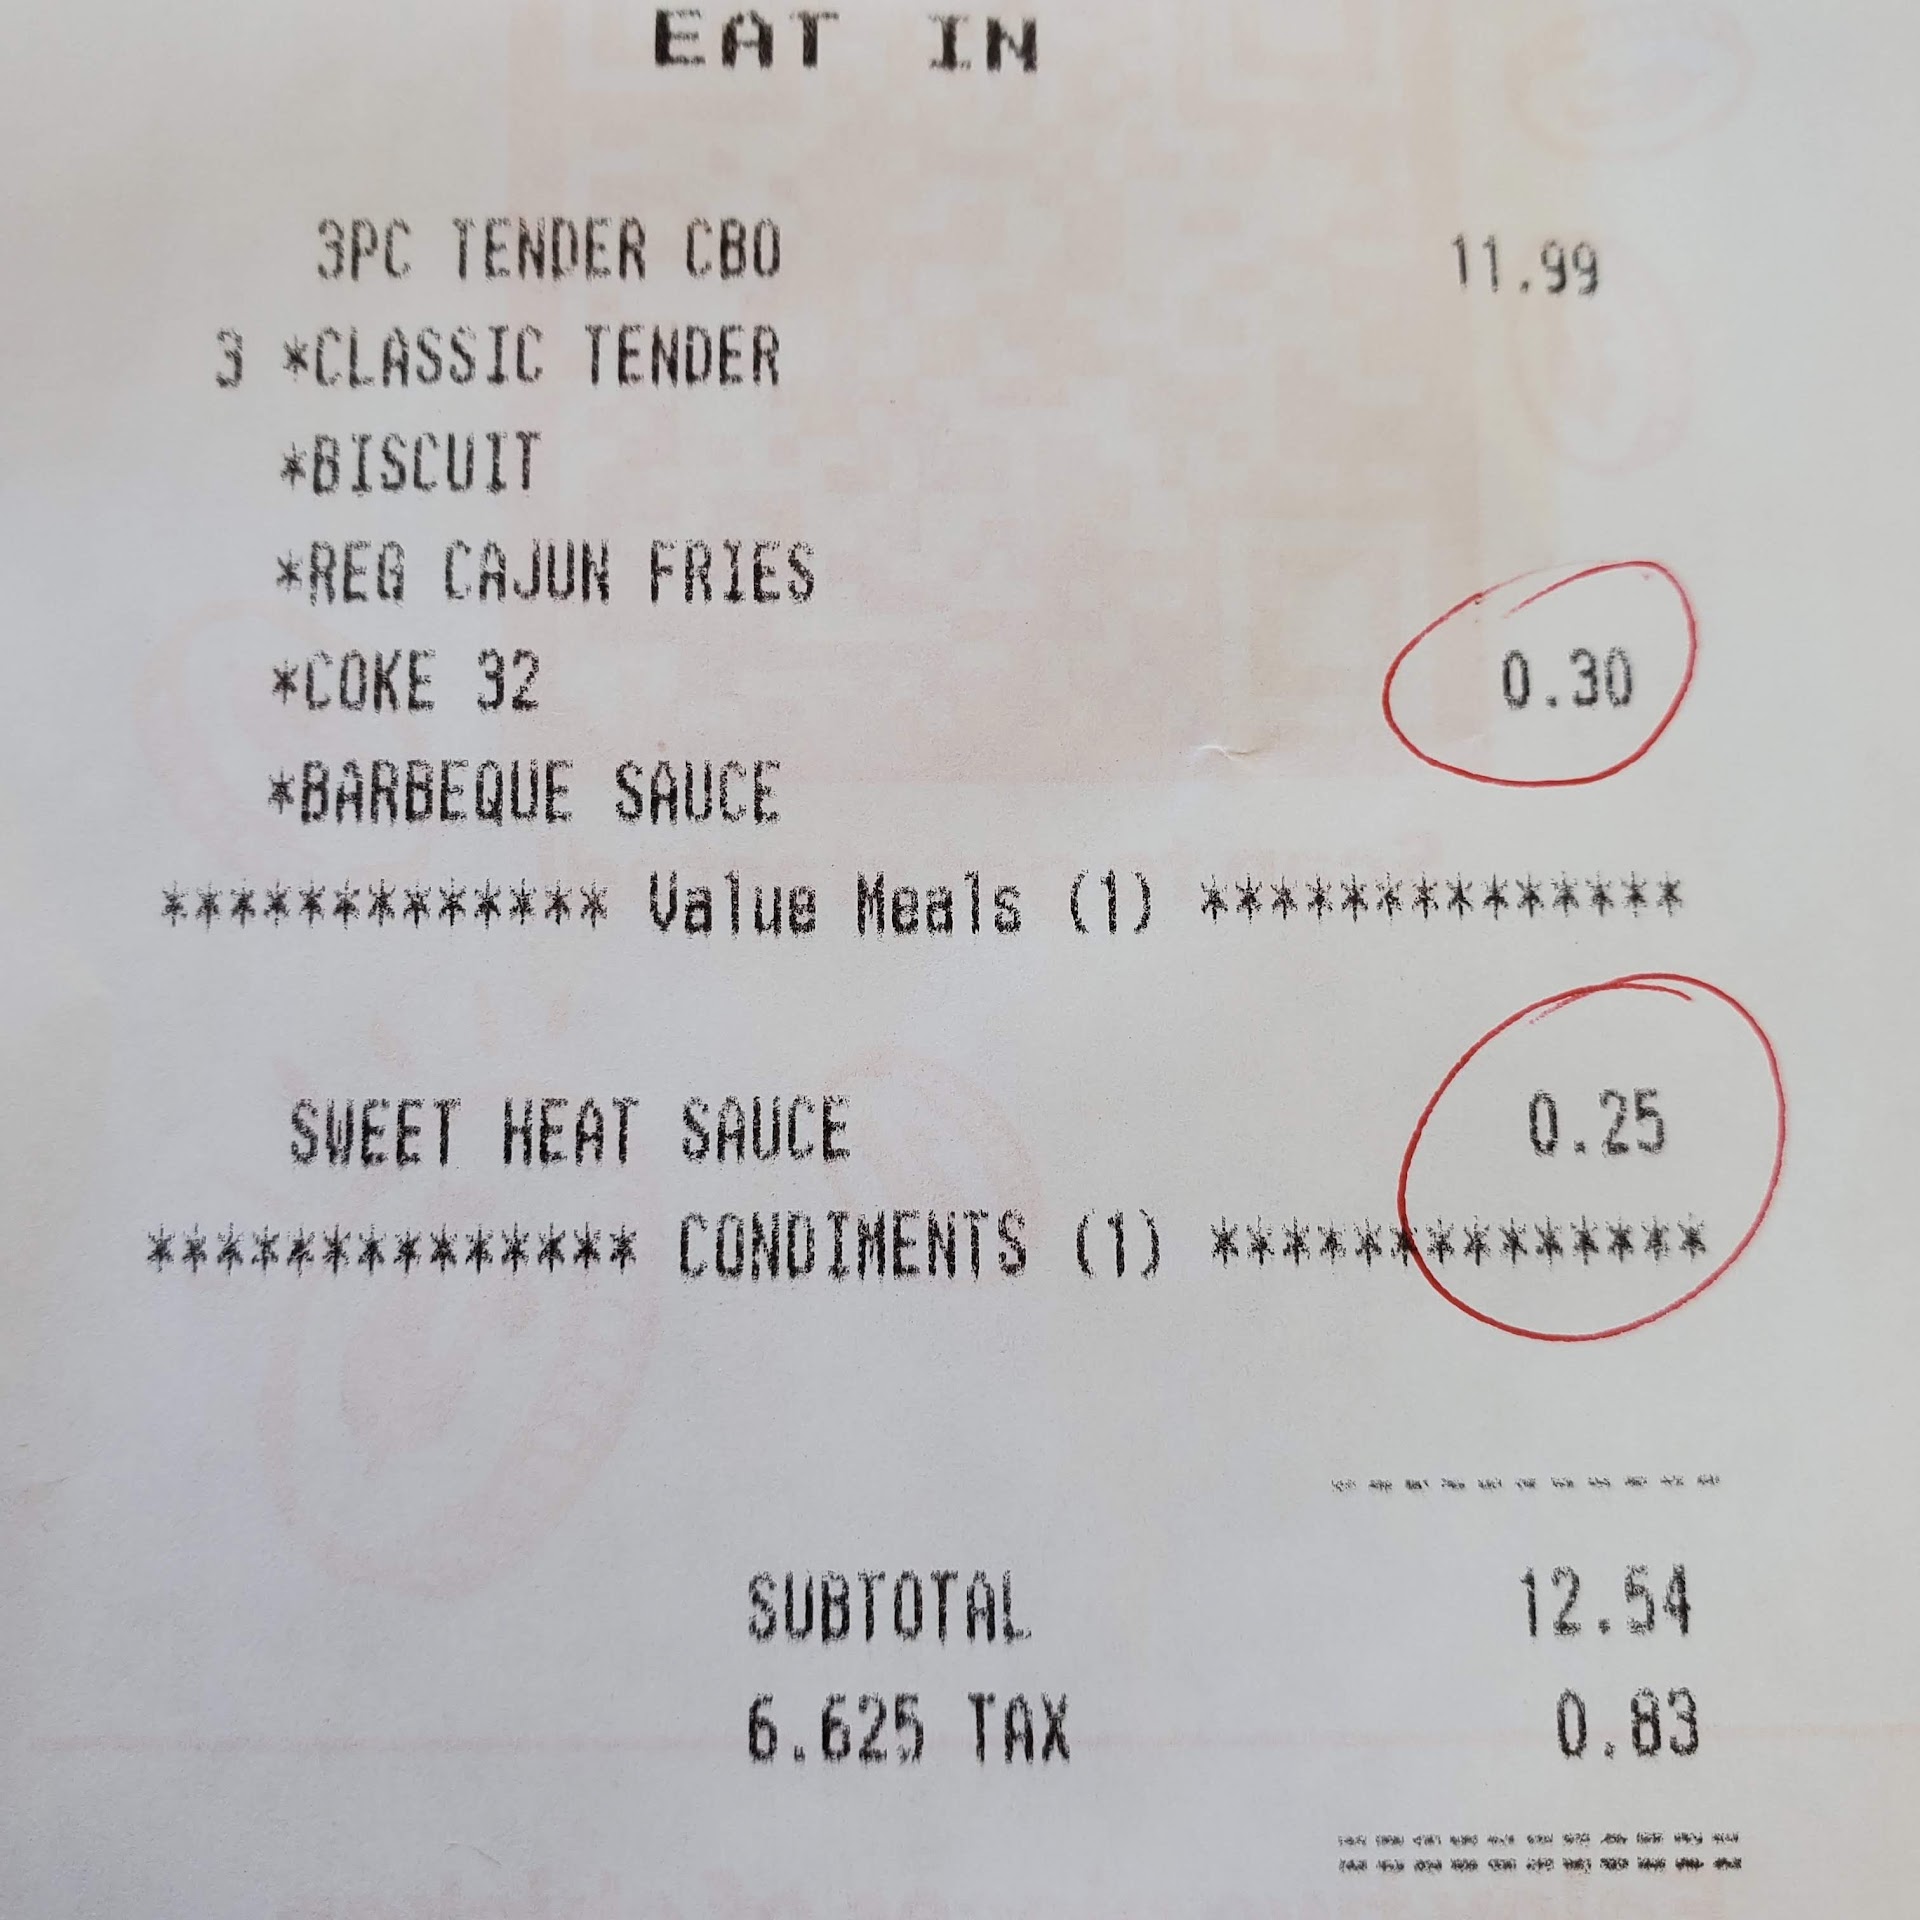 EAT IN
3PC TENDER CBO 11.99
3 *CLASSIC TENDER
*BISCUIT
*REG CAJUN FRIES
*COKE 32 0.30
*BARBEQUE SAUCE
************* Value Meals (1) **************
SWEET HEAT SAUCE 0.25
************** CONDIMENTS (1) **************
SUBTOTAL 12.54
6.625 TAX 0.83